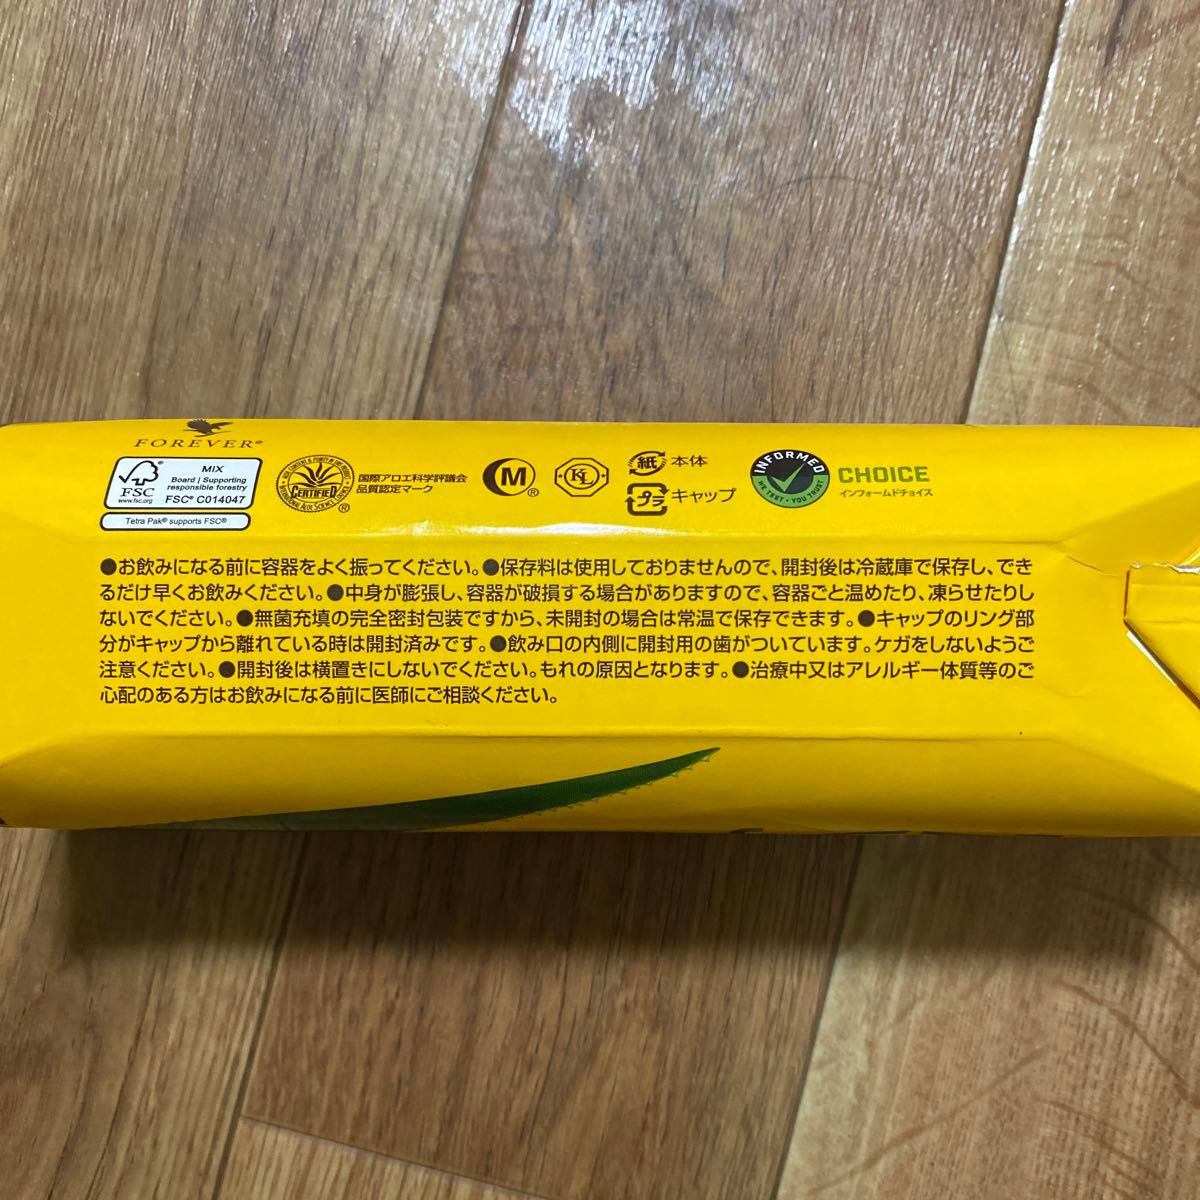 FOREVER®
FSC
www.fsc.org
MIX
Board | Supporting
responsible forestry
FSC® C014047
Tetra Pak® supports FSC®
CERTIFIED
INTERNATIONAL ALOE SCIENCE COUNCIL
®
国際アロエ科学評議会
品質認定マーク
M®
KL
紙 本体
プラ キャップ
INFORMED
WE TEST • YOU TRUST
CHOICE
インフォームドチョイス
●お飲みになる前に容器をよく振ってください。●保存料は使用しておりませんので、開封後は冷蔵庫で保存し、でき
るだけ早くお飲みください。●中身が膨張し、容器が破損する場合がありますので、容器ごと温めたり、凍らせたりし
ないでください。●無菌充填の完全密封包装ですから、未開封の場合は常温で保存できます。●キャップのリング部
分がキャップから離れている時は開封済みです。●飲み口の内側に開封用の歯がついています。ケガをしないようご
注意ください。●開封後は横置きにしないでください。もれの原因となります。●治療中又はアレルギー体質等のご
心配のある方はお飲みになる前に医師にご相談ください。